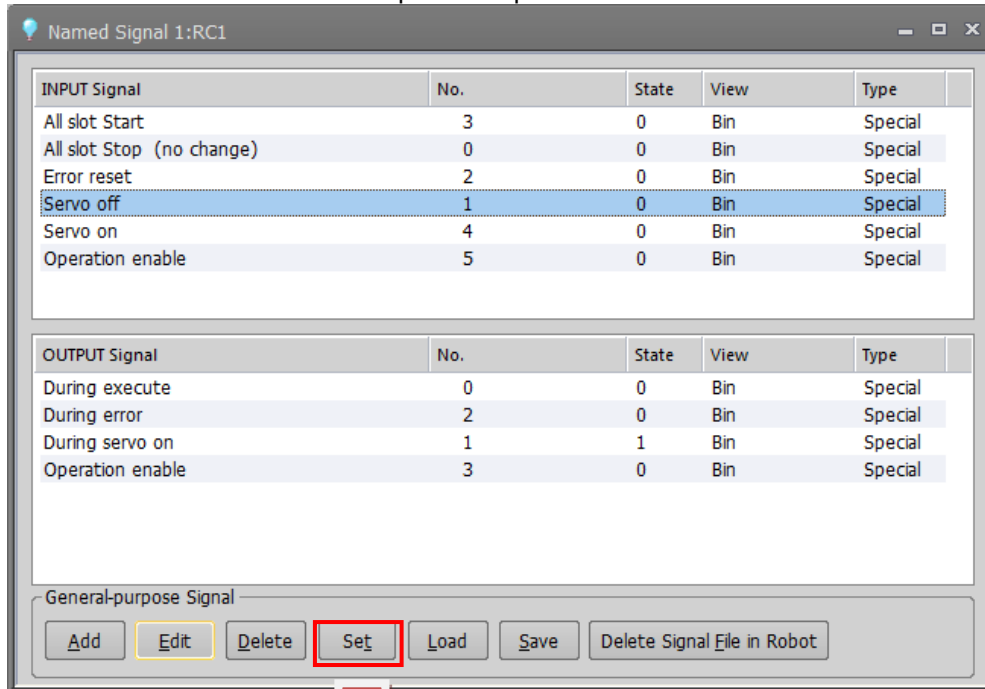 Named Signal 1:RC1
INPUT Signal No. State View Type
All slot Start 3 0 Bin Special
All slot Stop (no change) 0 0 Bin Special
Error reset 2 0 Bin Special
Servo off 1 0 Bin Special
Servo on 4 0 Bin Special
Operation enable 5 0 Bin Special
OUTPUT Signal No. State View Type
During execute 0 0 Bin Special
During error 2 0 Bin Special
During servo on 1 1 Bin Special
Operation enable 3 0 Bin Special
General-purpose Signal
Add Edit Delete Set Load Save Delete Signal File in Robot